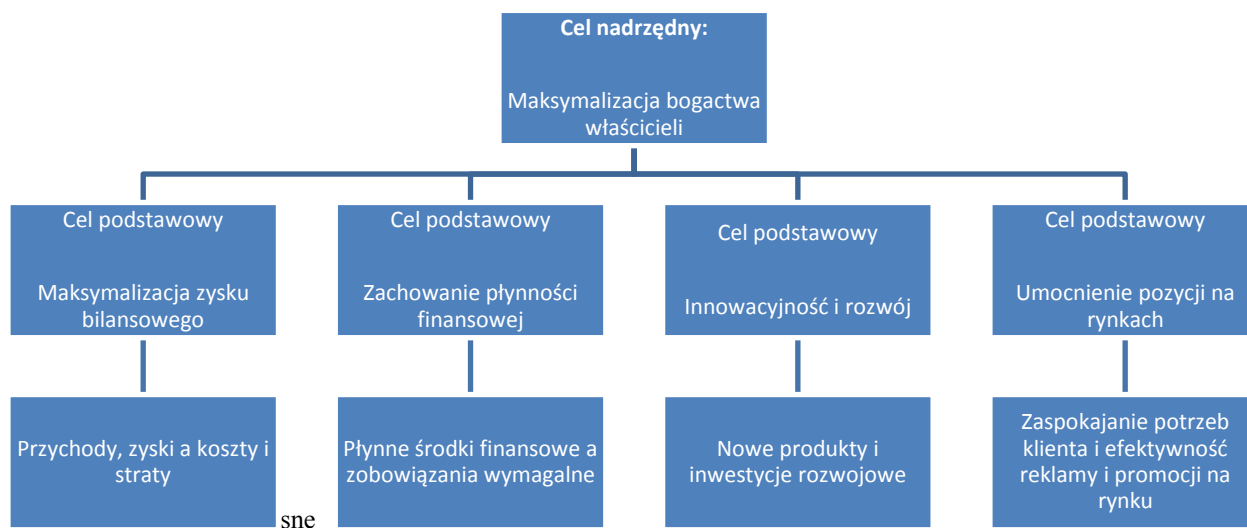 Cel nadrzędny:
Maksymalizacja bogactwa
właścicieli
Cel podstawowy
Maksymalizacja zysku
bilansowego
Cel podstawowy
Zachowanie płynności
finansowej
Cel podstawowy
Innowacyjność i rozwój
Cel podstawowy
Umocnienie pozycji na
rynkach
Przychody, zyski a koszty i
straty
Płynne środki finansowe a
zobowiązania wymagalne
Nowe produkty i
inwestycje rozwojowe
Zaspokajanie potrzeb
klienta i efektywność
reklamy i promocji na
rynku
sne